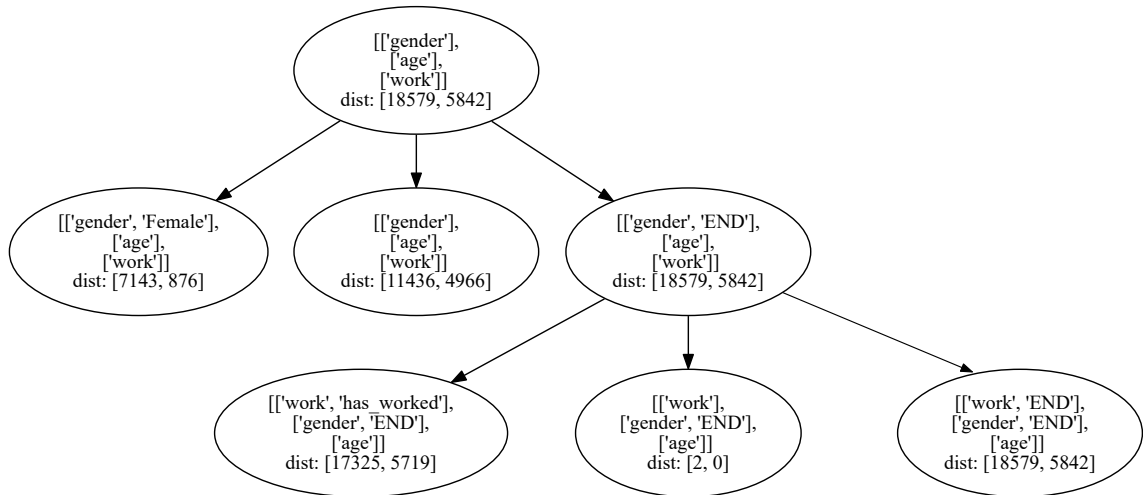 [['gender'],
['age'],
['work']]
dist: [18579, 5842]
[['gender', 'Female'],
['age'],
['work']]
dist: [7143, 876]
[['gender'],
['age'],
['work']]
dist: [11436, 4966]
[['gender', 'END'],
['age'],
['work']]
dist: [18579, 5842]
[['work', 'has_worked'],
['gender', 'END'],
['age']]
dist: [17325, 5719]
[['work'],
['gender', 'END'],
['age']]
dist: [2, 0]
[['work', 'END'],
['gender', 'END'],
['age']]
dist: [18579, 5842]